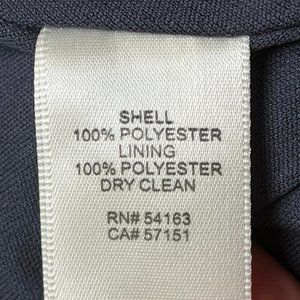 SHELL
100% POLYESTER
LINING
100% POLYESTER
DRY CLEAN
RN# 54163
CA# 57151